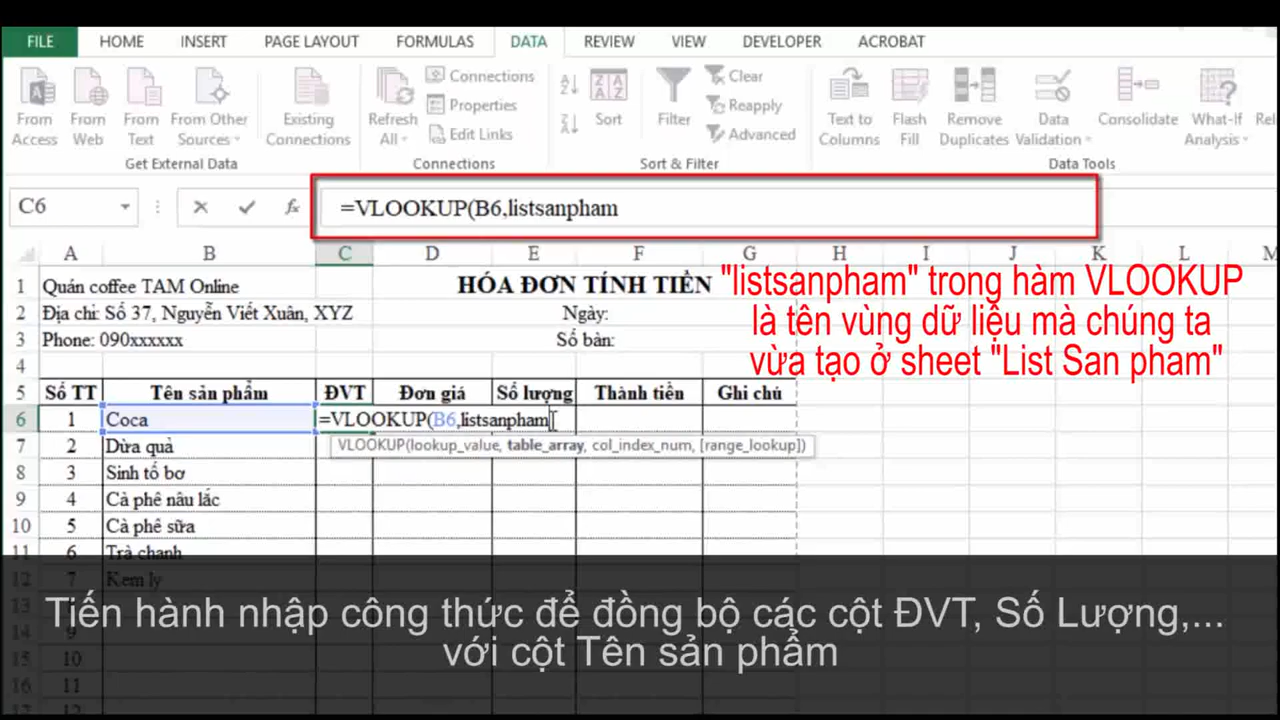 FILE HOME INSERT PAGE LAYOUT FORMULAS DATA REVIEW VIEW DEVELOPER ACROBAT
From Access
From Web
From Text
From Other Sources
Existing Connections
Get External Data
Refresh All
Connections
Properties
Edit Links
Connections
Sort
Filter
Clear
Reapply
Advanced
Sort & Filter
Text to Columns
Flash Fill
Remove Duplicates
Data Validation
Consolidate
What-If Analysis
Data Tools
C6 fx =VLOOKUP(B6,listsanpham
A B C D E F G H I J K L M
1 Quán coffee TAM Online HÓA ĐƠN TÍNH TIỀN
2 Địa chỉ: Số 37, Nguyễn Viết Xuân, XYZ Ngày:
3 Phone: 090xxxxxx Số bàn:
4
"listsanpham" trong hàm VLOOKUP
là tên vùng dữ liệu mà chúng ta
vừa tạo ở sheet "List San pham"
5 Số TT Tên sản phẩm ĐVT Đơn giá Số lượng Thành tiền Ghi chú
6 1 Coca =VLOOKUP(B6,listsanpham
VLOOKUP(lookup_value, table_array, col_index_num, [range_lookup])
7 2 Dừa quả
8 3 Sinh tố bơ
9 4 Cà phê nâu lắc
10 5 Cà phê sữa
11 6 Trà chanh
12 7 Kem ly
13
14
15 10
16 11
Tiến hành nhập công thức để đồng bộ các cột ĐVT, Số Lượng,...
với cột Tên sản phẩm